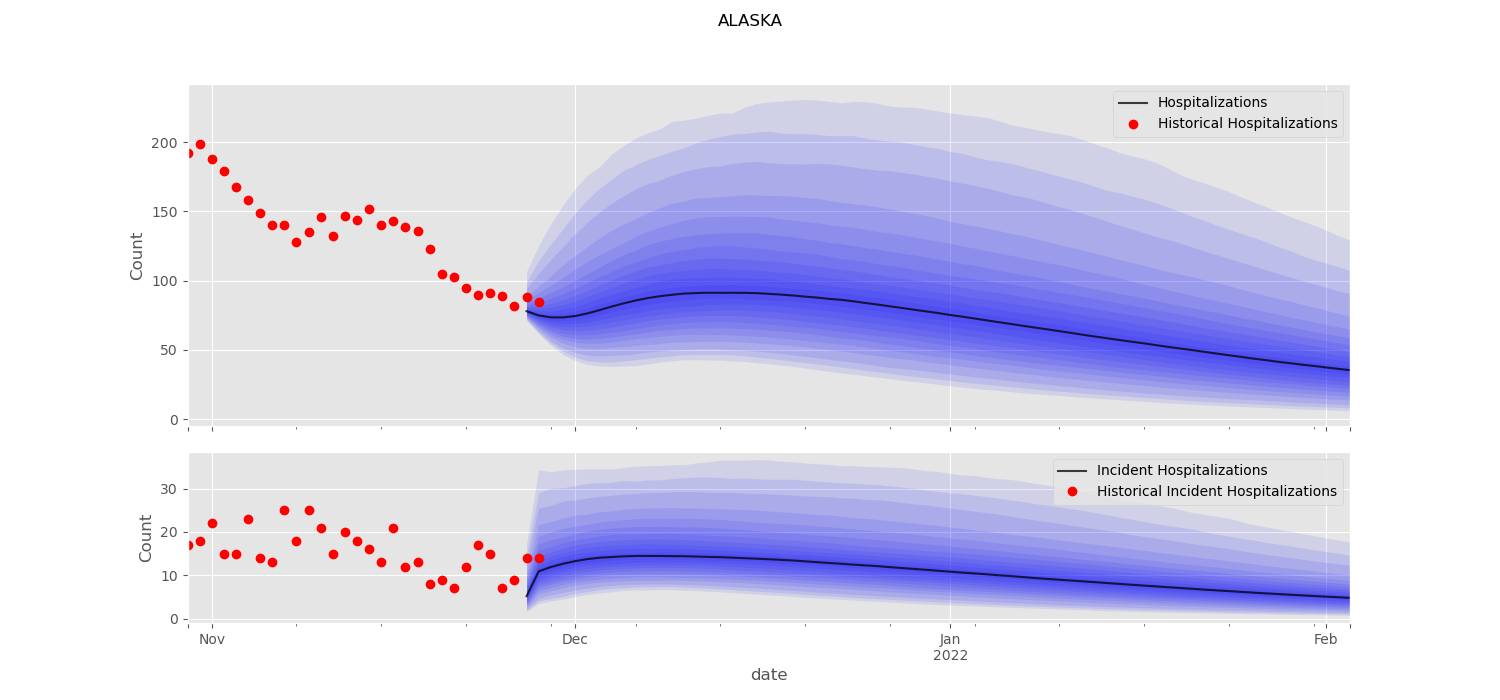 ALASKA
Hospitalizations
Historical Hospitalizations
200
150
100
50
0
Count
Incident Hospitalizations
Historical Incident Hospitalizations
30
20
10
0
Count
Nov
Dec
Jan
2022
Feb
date